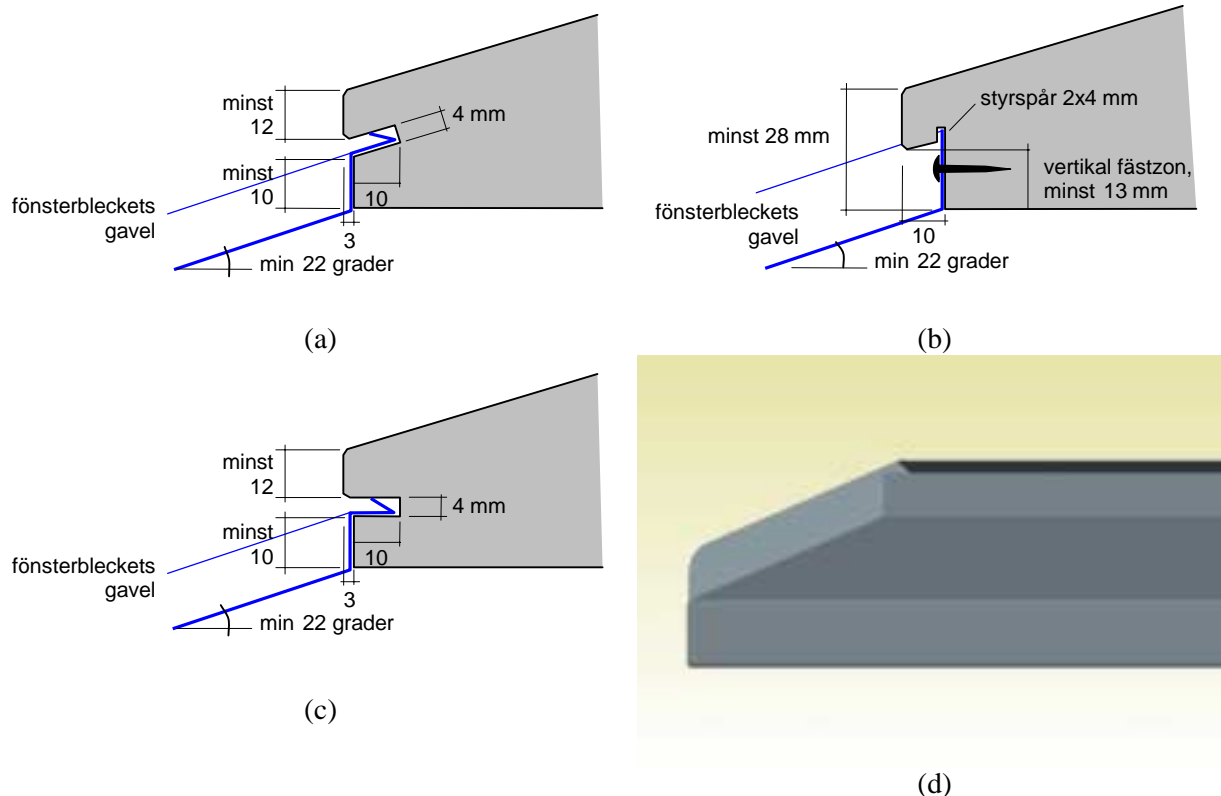 minst
12
4 mm
minst
10
10
fönsterbleckets
gavel
3
min 22 grader
(a)
styrspår 2x4 mm
minst 28 mm
vertikal fästzon,
minst 13 mm
fönsterbleckets
gavel
10
min 22 grader
(b)
minst
12
4 mm
minst
10
10
fönsterbleckets
gavel
3
min 22 grader
(c)
(d)